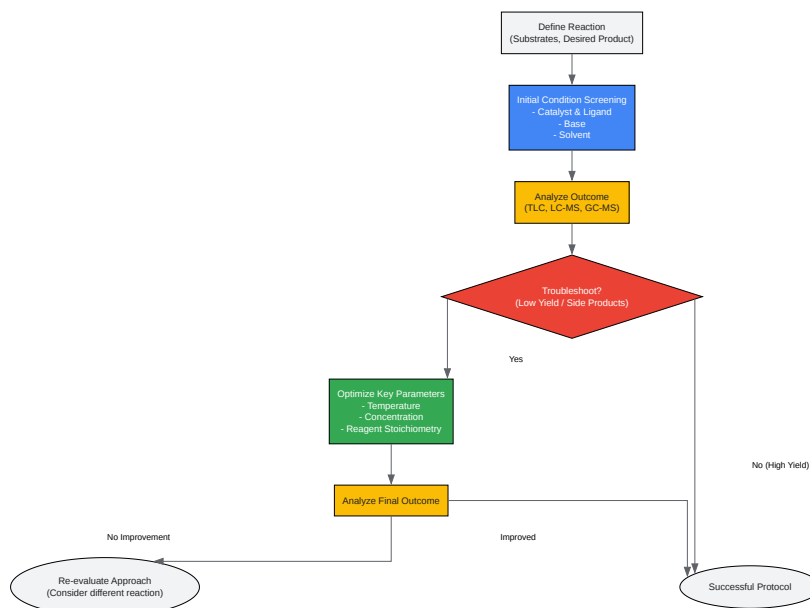 Define Reaction
(Substrates, Desired Product)
Initial Condition Screening
- Catalyst & Ligand
- Base
- Solvent
Analyze Outcome
(TLC, LC-MS, GC-MS)
Troubleshoot?
(Low Yield / Side Products)
Yes
Optimize Key Parameters
- Temperature
- Concentration
- Reagent Stoichiometry
No (High Yield)
Analyze Final Outcome
No Improvement
Improved
Re-evaluate Approach
(Consider different reaction)
Successful Protocol